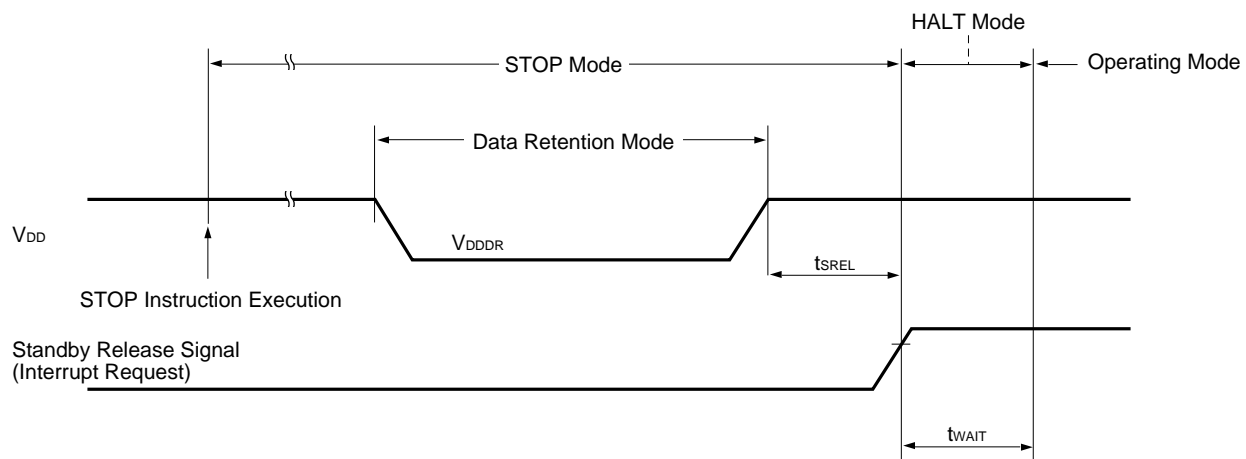 HALT Mode
STOP Mode
Operating Mode
Data Retention Mode
VDD
VDDDR
tSREL
STOP Instruction Execution
Standby Release Signal
(Interrupt Request)
tWAIT